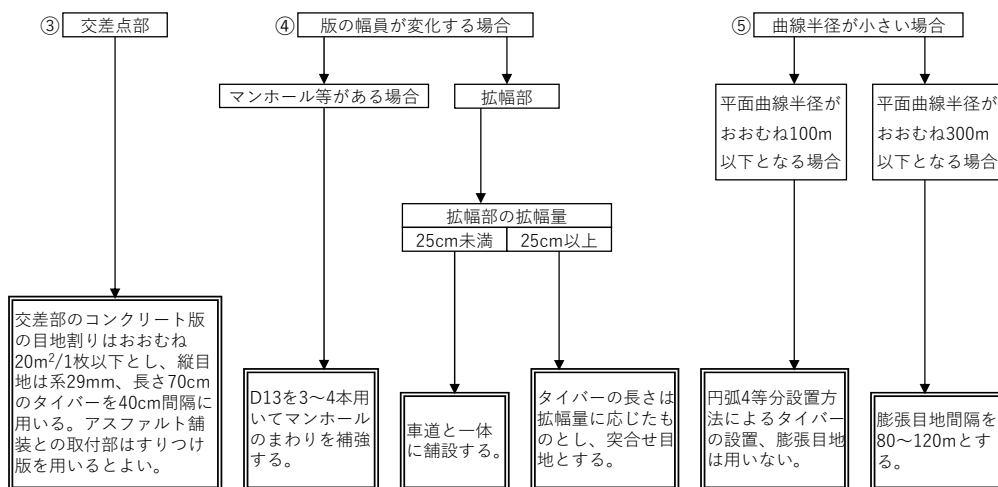 ③ 交差点部
④ 版の幅員が変化する場合
⑤ 曲線半径が小さい場合
マンホール等がある場合
拡幅部
平面曲線半径が
おおむね100m
以下となる場合
平面曲線半径が
おおむね300m
以下となる場合
拡幅部の拡幅量
25cm未満
25cm以上
交差部のコンクリート版
の目地割りはおおむね
20m²/1枚以下とし、縦目
地は系29mm、長さ70cm
のタイバーを40cm間隔に
用いる。アスファルト舗
装との取付部はすりつけ
版を用いるとよい。
D13を3～4本用
いてマンホール
のまわりを補強
する。
車道と一体
に舗設する。
タイバーの長さは
拡幅量に応じたも
のとし、突合せ目
地とする。
円弧4等分設置方
法によるタイバー
の設置、膨張目地
は用いない。
膨張目地間隔を
80～120mとす
る。